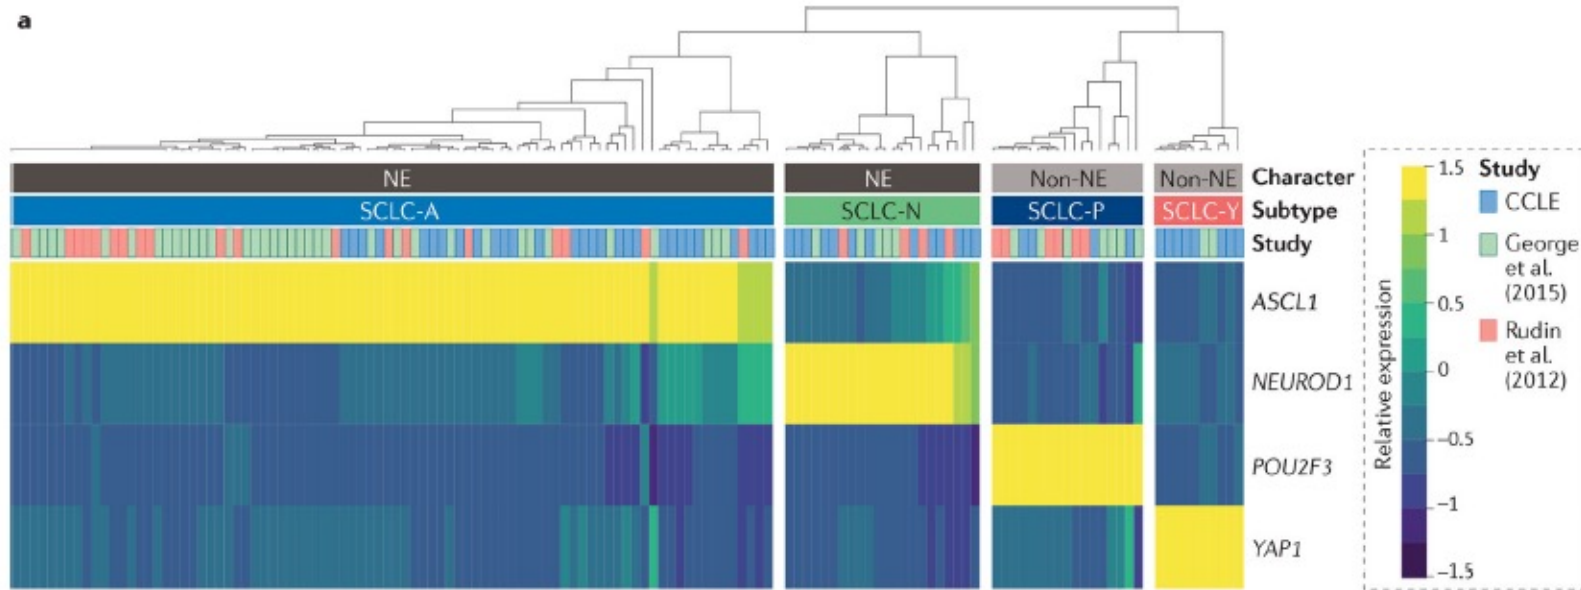 a
NE NE Non-NE Non-NE Character
SCLC-A SCLC-N SCLC-P SCLC-Y Subtype
Study
ASCL1
NEUROD1
POU2F3
YAP1
Relative expression
1.5
1
0.5
0
−0.5
−1
−1.5
Study
CCLE
George
et al.
(2015)
Rudin
et al.
(2012)